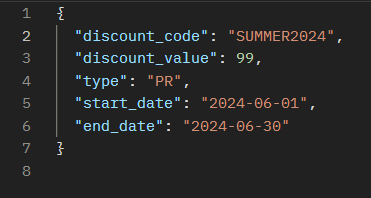 1 {
2 "discount_code": "SUMMER2024",
3 "discount_value": 99,
4 "type": "PR",
5 "start_date": "2024-06-01",
6 "end_date": "2024-06-30"
7 }
8